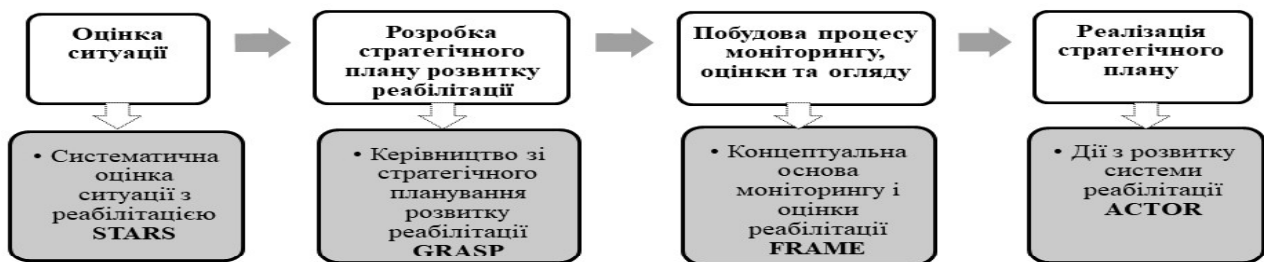 Оцінка
ситуації
Розробка
стратегічного
плану розвитку
реабілітації
Побудова процесу
моніторингу,
оцінки та огляду
Реалізація
стратегічного
плану
• Систематична
оцінка
ситуації з
реабілітацією
STARS
• Керівництво зі
стратегічного
планування
розвитку
реабілітації
GRASP
• Концептуальна
основа
моніторингу і
оцінки
реабілітації
FRAME
• Дії з розвитку
системи
реабілітації
ACTOR